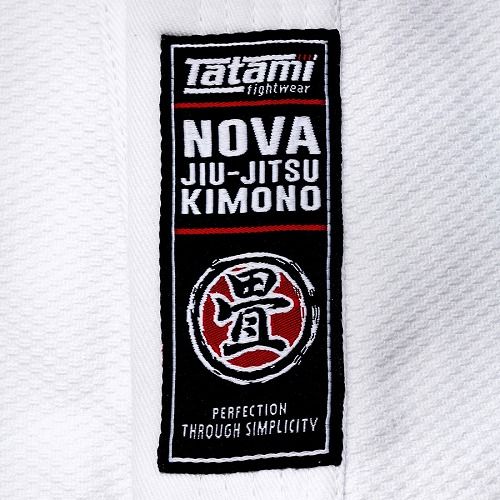 Tatami
fightwear
NOVA
JIU-JITSU
KIMONO
畳
PERFECTION
THROUGH SIMPLICITY